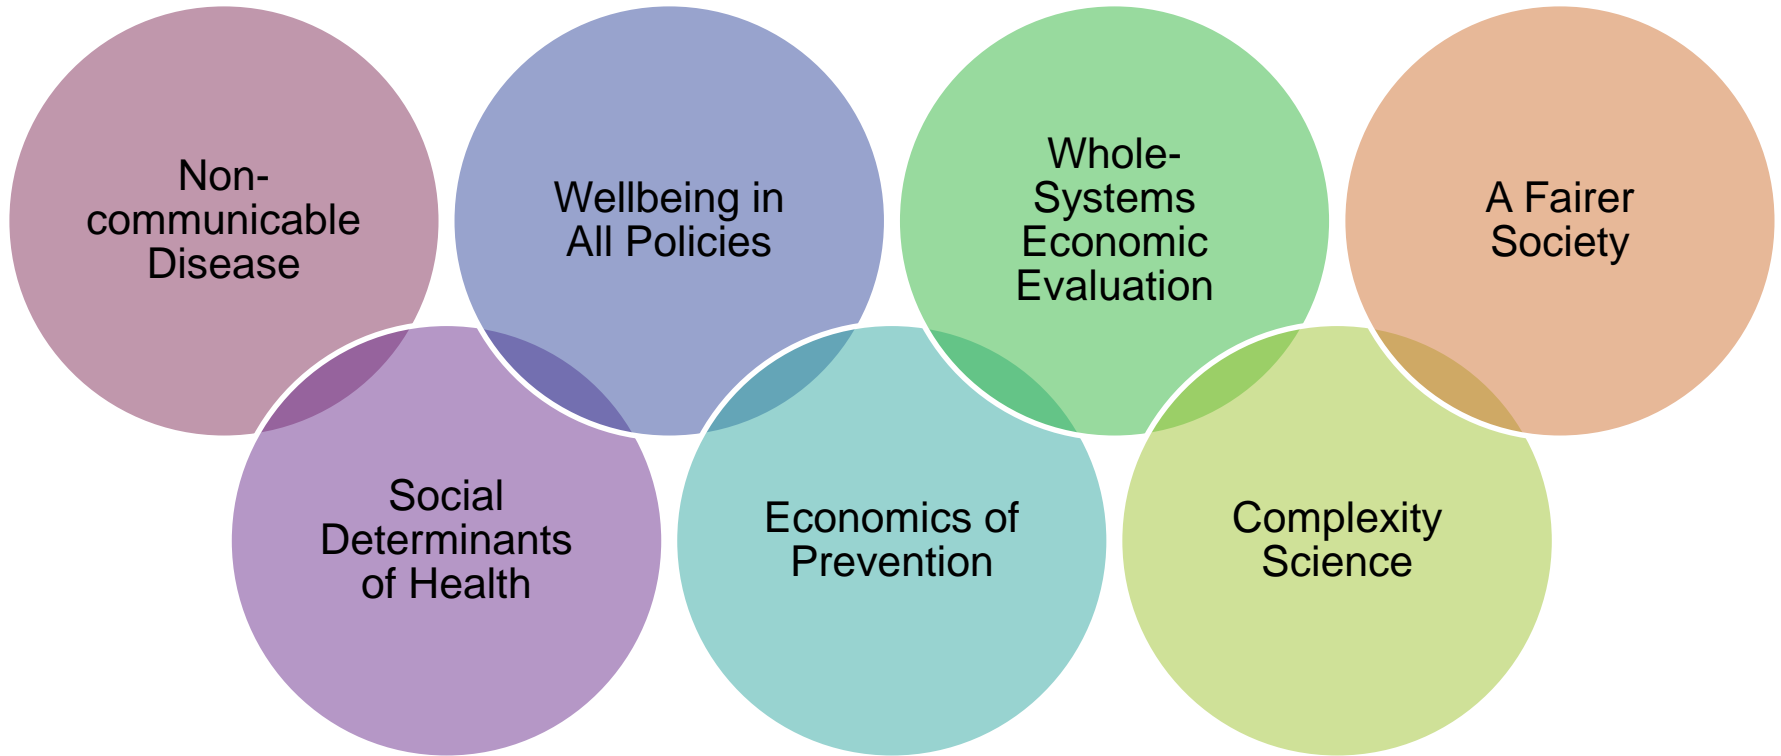 Non-
communicable
Disease
Wellbeing in
All Policies
Whole-
Systems
Economic
Evaluation
A Fairer
Society
Social
Determinants
of Health
Economics of
Prevention
Complexity
Science